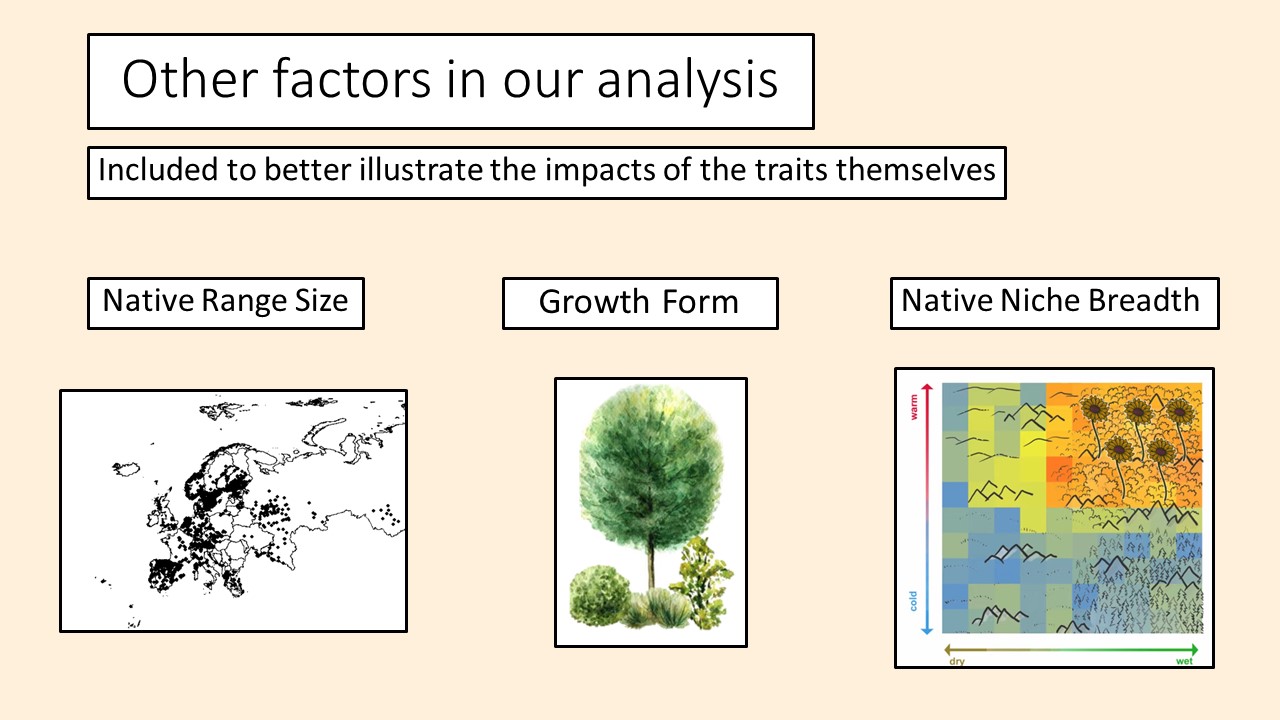 Other factors in our analysis
Included to better illustrate the impacts of the traits themselves
Native Range Size
Growth Form
Native Niche Breadth
warm
cold
dry
wet